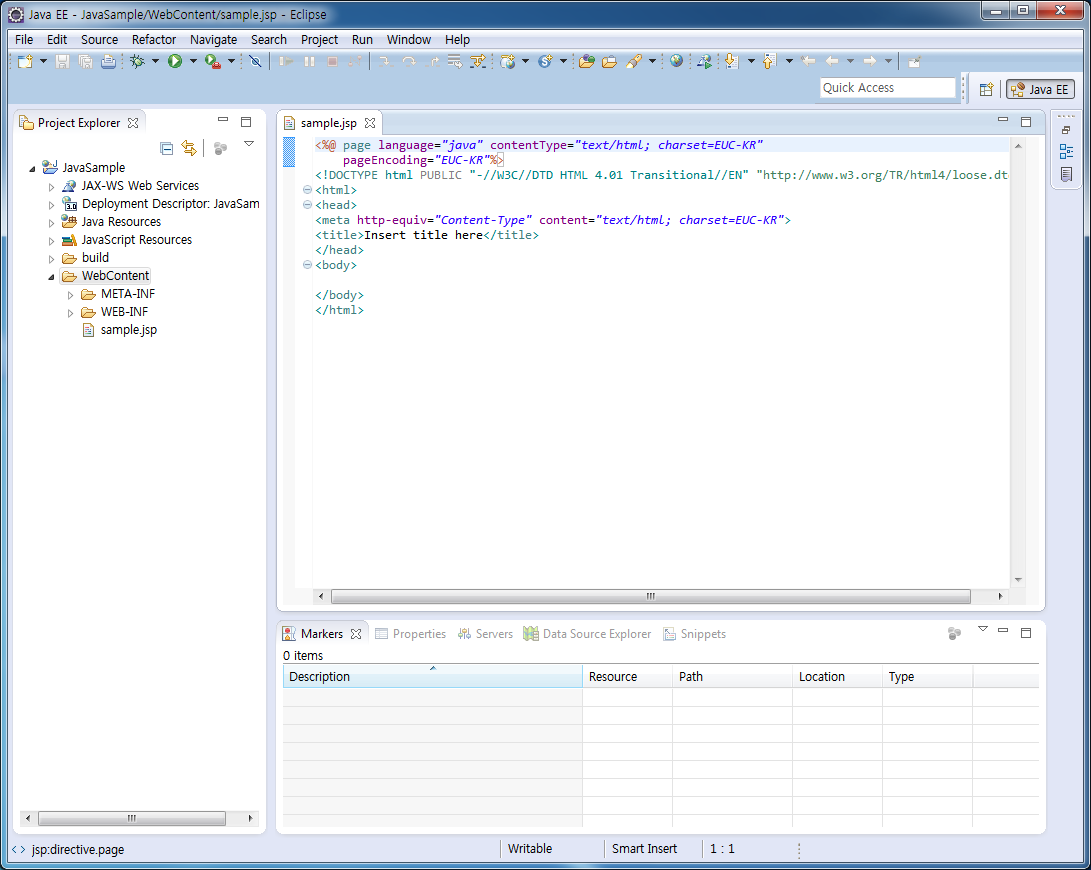 Java EE - JavaSample/WebContent/sample.jsp - Eclipse
File Edit Source Refactor Navigate Search Project Run Window Help
Quick Access
Java EE
Project Explorer
JavaSample
JAX-WS Web Services
3.0 Deployment Descriptor: JavaSam
Java Resources
JavaScript Resources
build
WebContent
META-INF
WEB-INF
sample.jsp
sample.jsp
<%@ page language="java" contentType="text/html; charset=EUC-KR"
pageEncoding="EUC-KR"%>
<!DOCTYPE html PUBLIC "-//W3C//DTD HTML 4.01 Transitional//EN" "http://www.w3.org/TR/html4/loose.dt
<html>
<head>
<meta http-equiv="Content-Type" content="text/html; charset=EUC-KR">
<title>Insert title here</title>
</head>
<body>
</body>
</html>
Markers Properties Servers Data Source Explorer Snippets
0 items
Description Resource Path Location Type
jsp:directive.page Writable Smart Insert 1 : 1